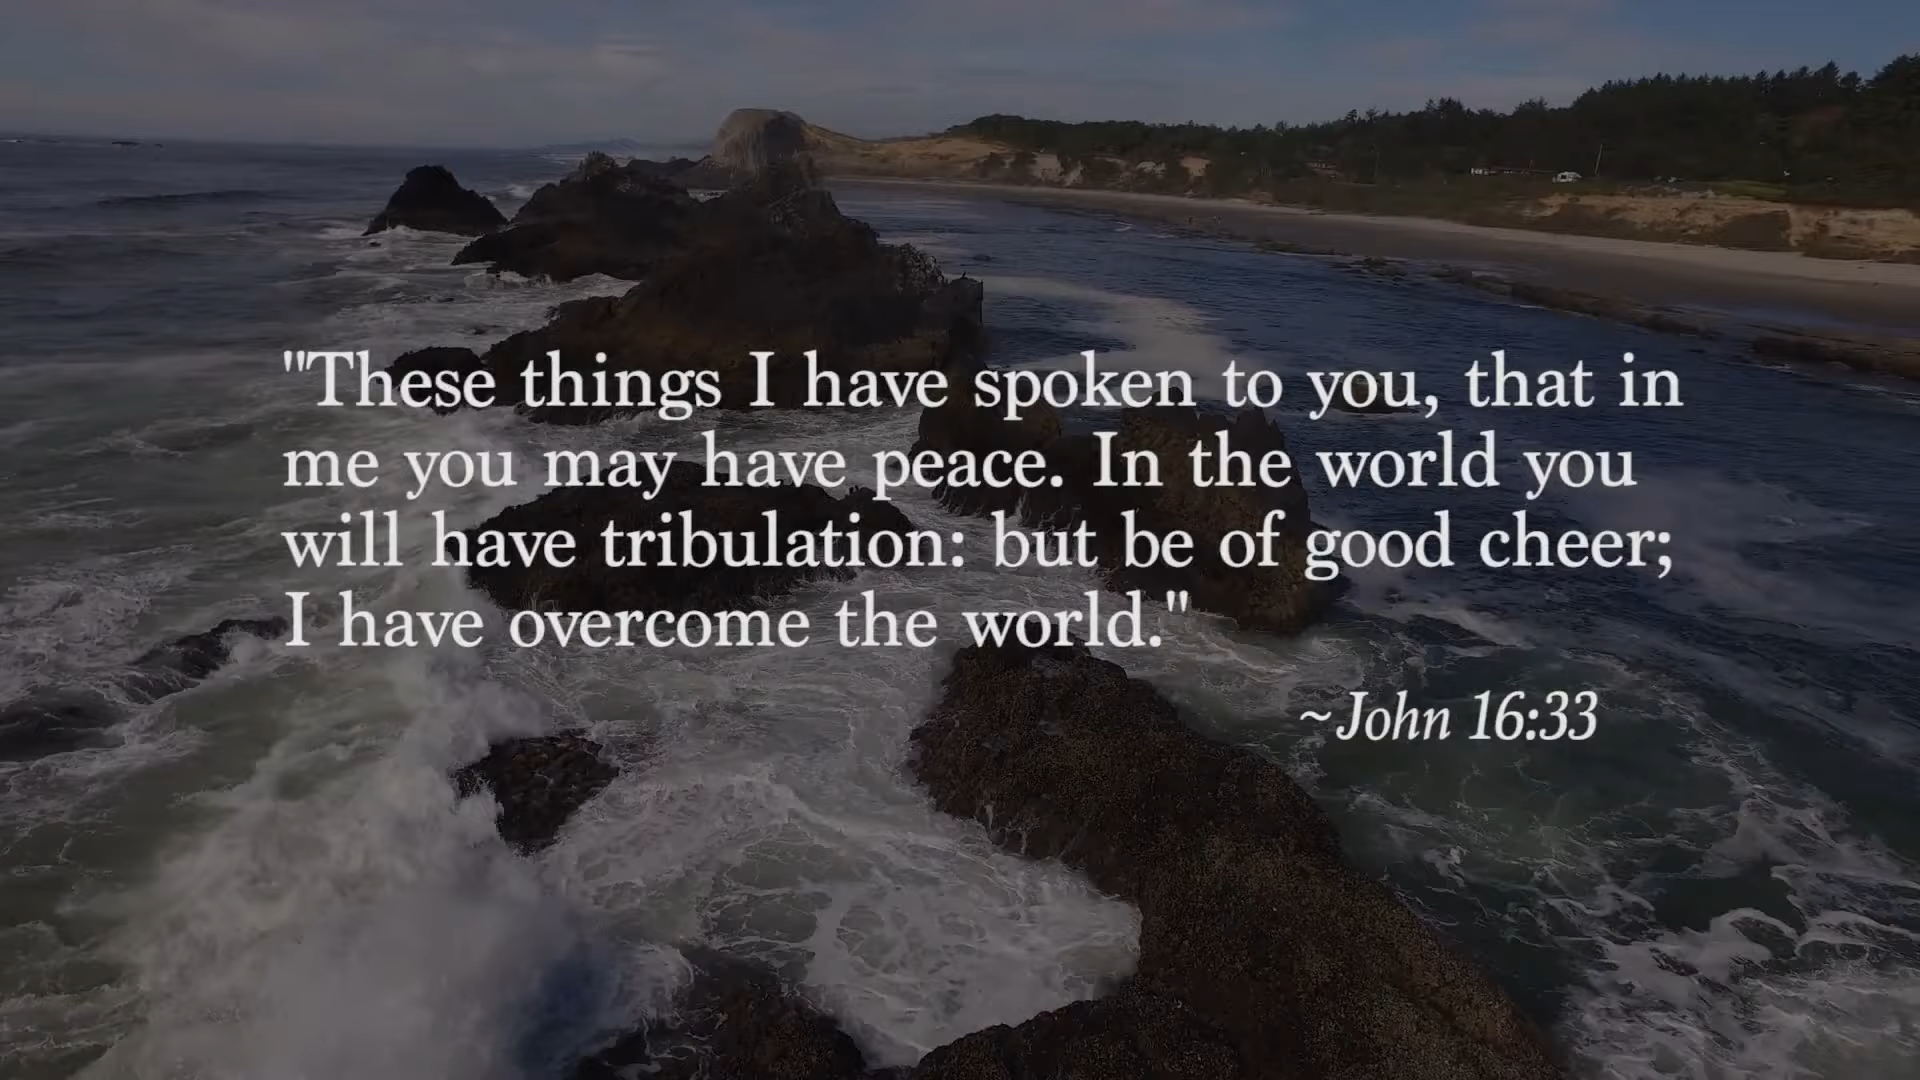 "These things I have spoken to you, that in
me you may have peace. In the world you
will have tribulation: but be of good cheer;
I have overcome the world."
~John 16:33